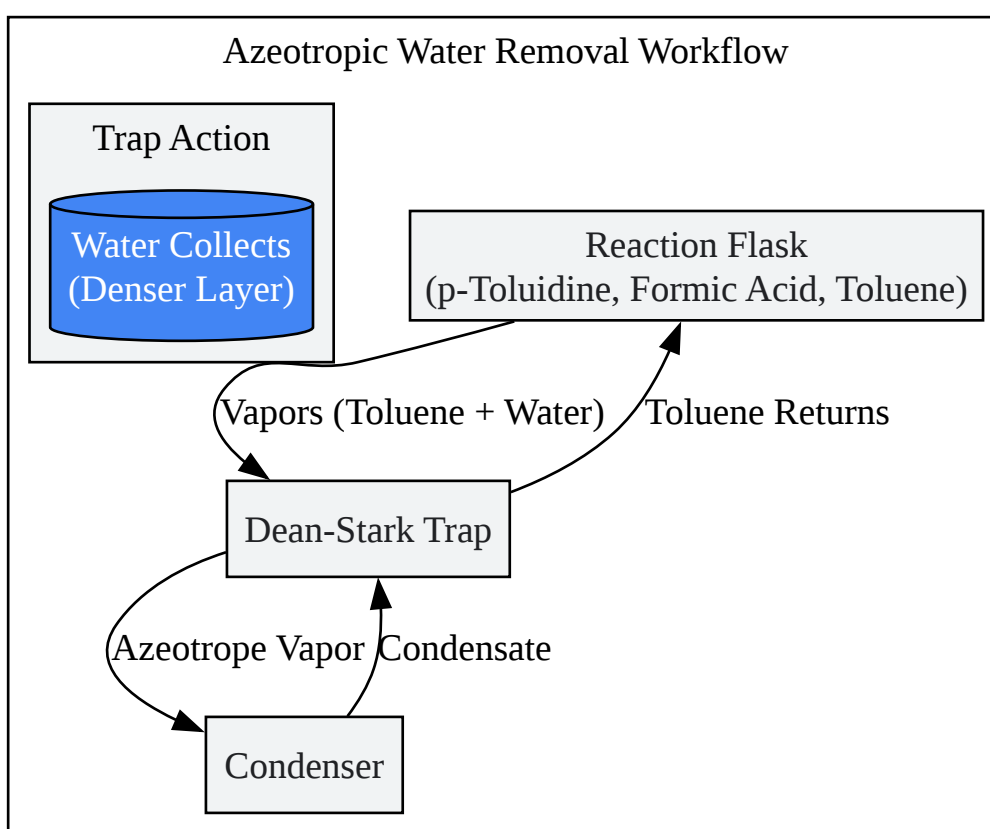 Azeotropic Water Removal Workflow
Trap Action
Water Collects
(Denser Layer)
Reaction Flask
(p-Toluidine, Formic Acid, Toluene)
Vapors (Toluene + Water)
Toluene Returns
Dean-Stark Trap
Azeotrope Vapor
Condensate
Condenser